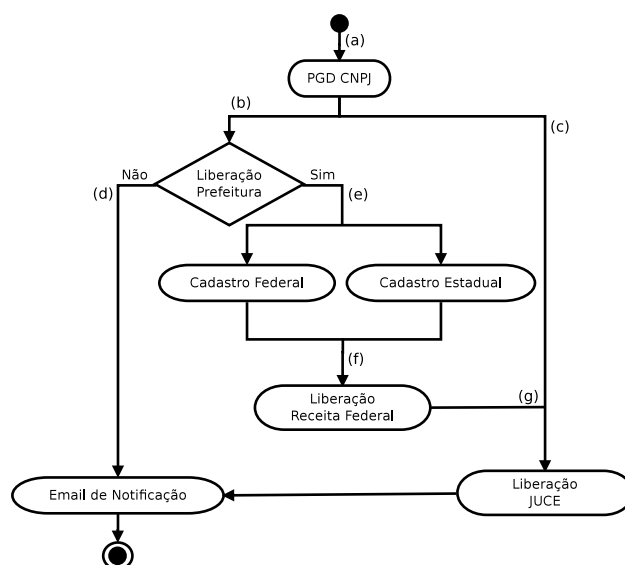 (a)
PGD CNPJ
(b)
(c)
Liberação
Prefeitura
Não
Sim
(d)
(e)
Cadastro Federal
Cadastro Estadual
(f)
Liberação
Receita Federal
(g)
Email de Notificação
Liberação
JUCE